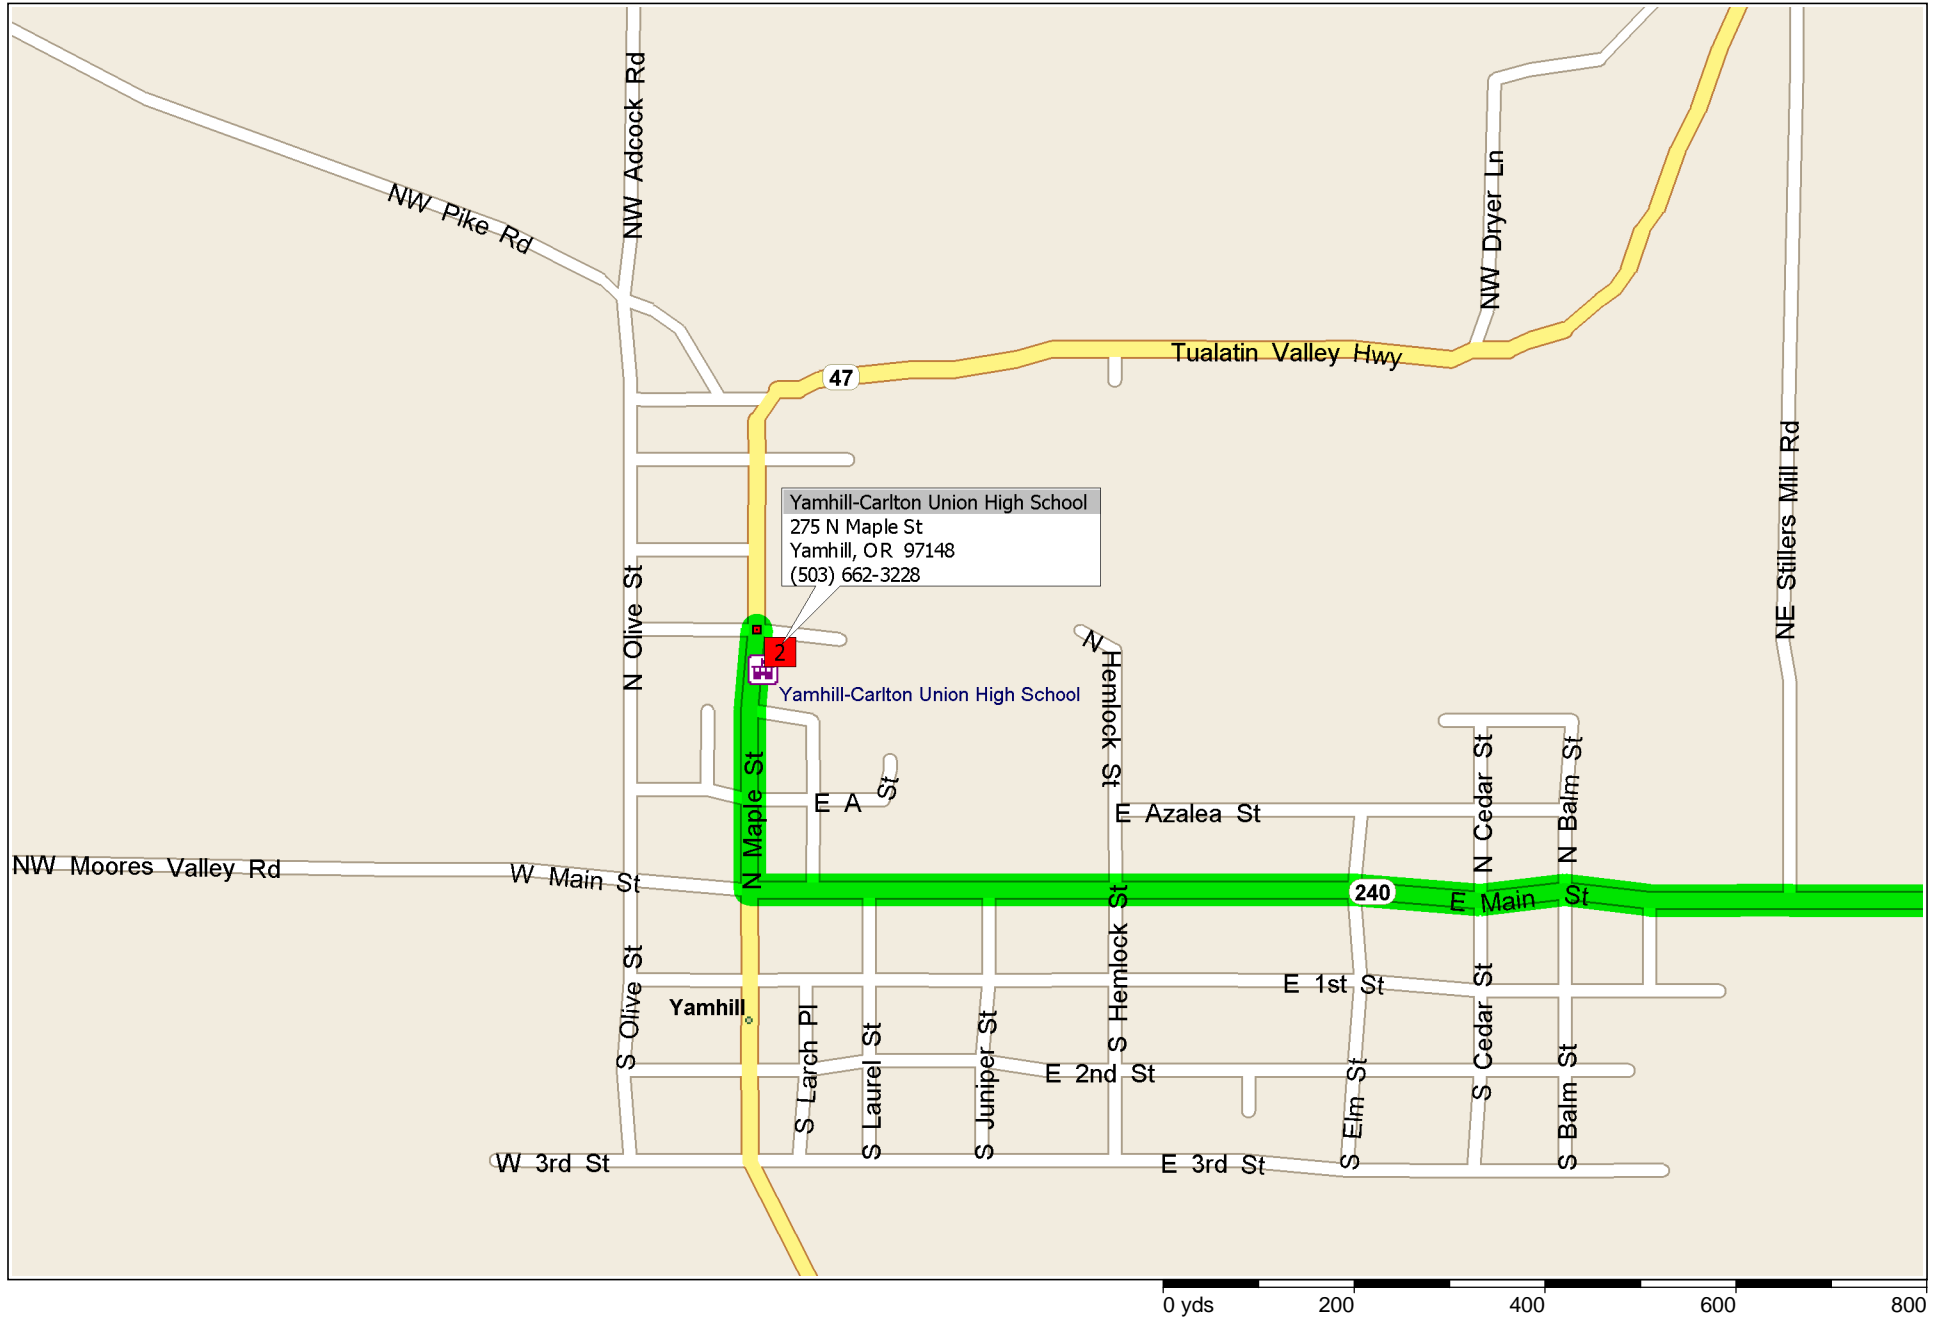 NW Adcock Rd
NW Pike Rd
NW Dryer Ln
Tualatin Valley Hwy
47
NE Stillers Mill Rd
Yamhill-Carlton Union High School
275 N Maple St
Yamhill, OR 97148
(503) 662-3228
N Olive St
2
Yamhill-Carlton Union High School
N Hemlock St
N Maple St
E A St
E Azalea St
N Cedar St
N Balm St
NW Moores Valley Rd
W Main St
240
E Main St
S Olive St
Yamhill
S Larch Pl
S Laurel St
S Juniper St
S Hemlock St
E 1st St
E 2nd St
S Elm St
S Cedar St
S Balm St
W 3rd St
E 3rd St
0 yds 200 400 600 800